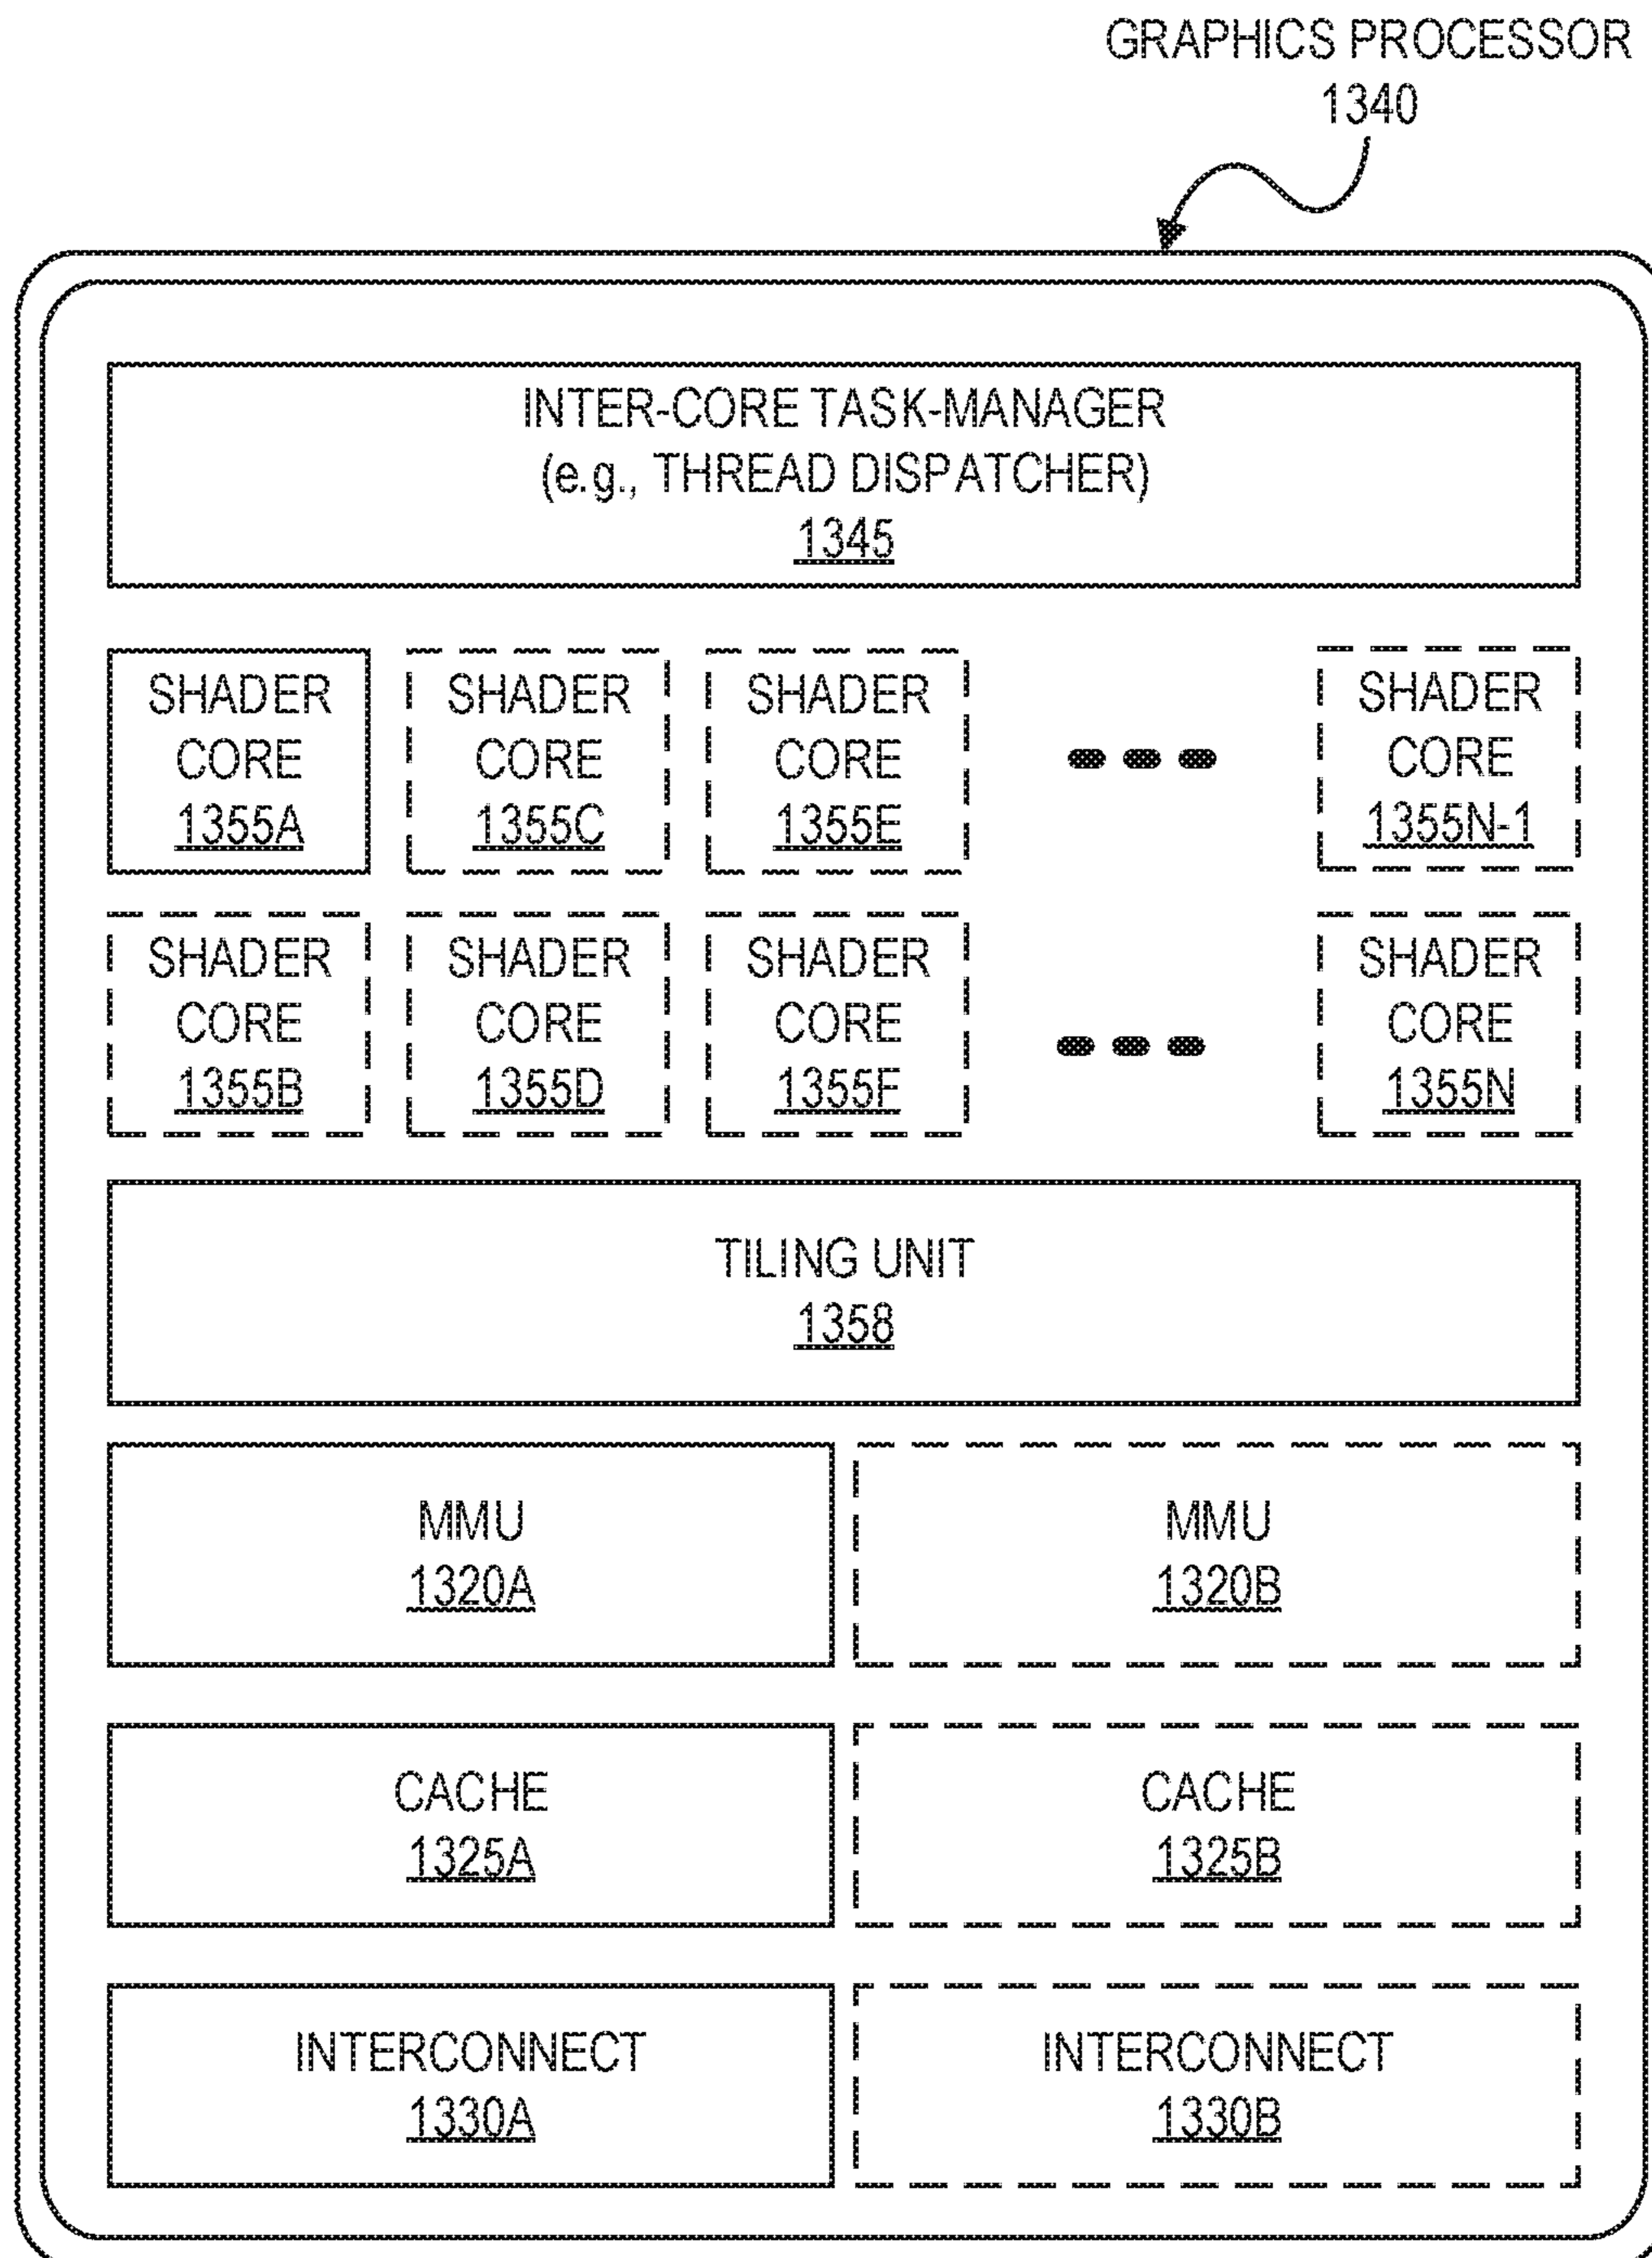 GRAPHICS PROCESSOR
1340
INTER-CORE TASK-MANAGER
(e.g., THREAD DISPATCHER)
1345
SHADER
CORE
1355A
SHADER
CORE
1355C
SHADER
CORE
1355E
SHADER
CORE
1355N-1
SHADER
CORE
1355B
SHADER
CORE
1355D
SHADER
CORE
1355F
SHADER
CORE
1355N
TILING UNIT
1358
MMU
1320A
MMU
1320B
CACHE
1325A
CACHE
1325B
INTERCONNECT
1330A
INTERCONNECT
1330B